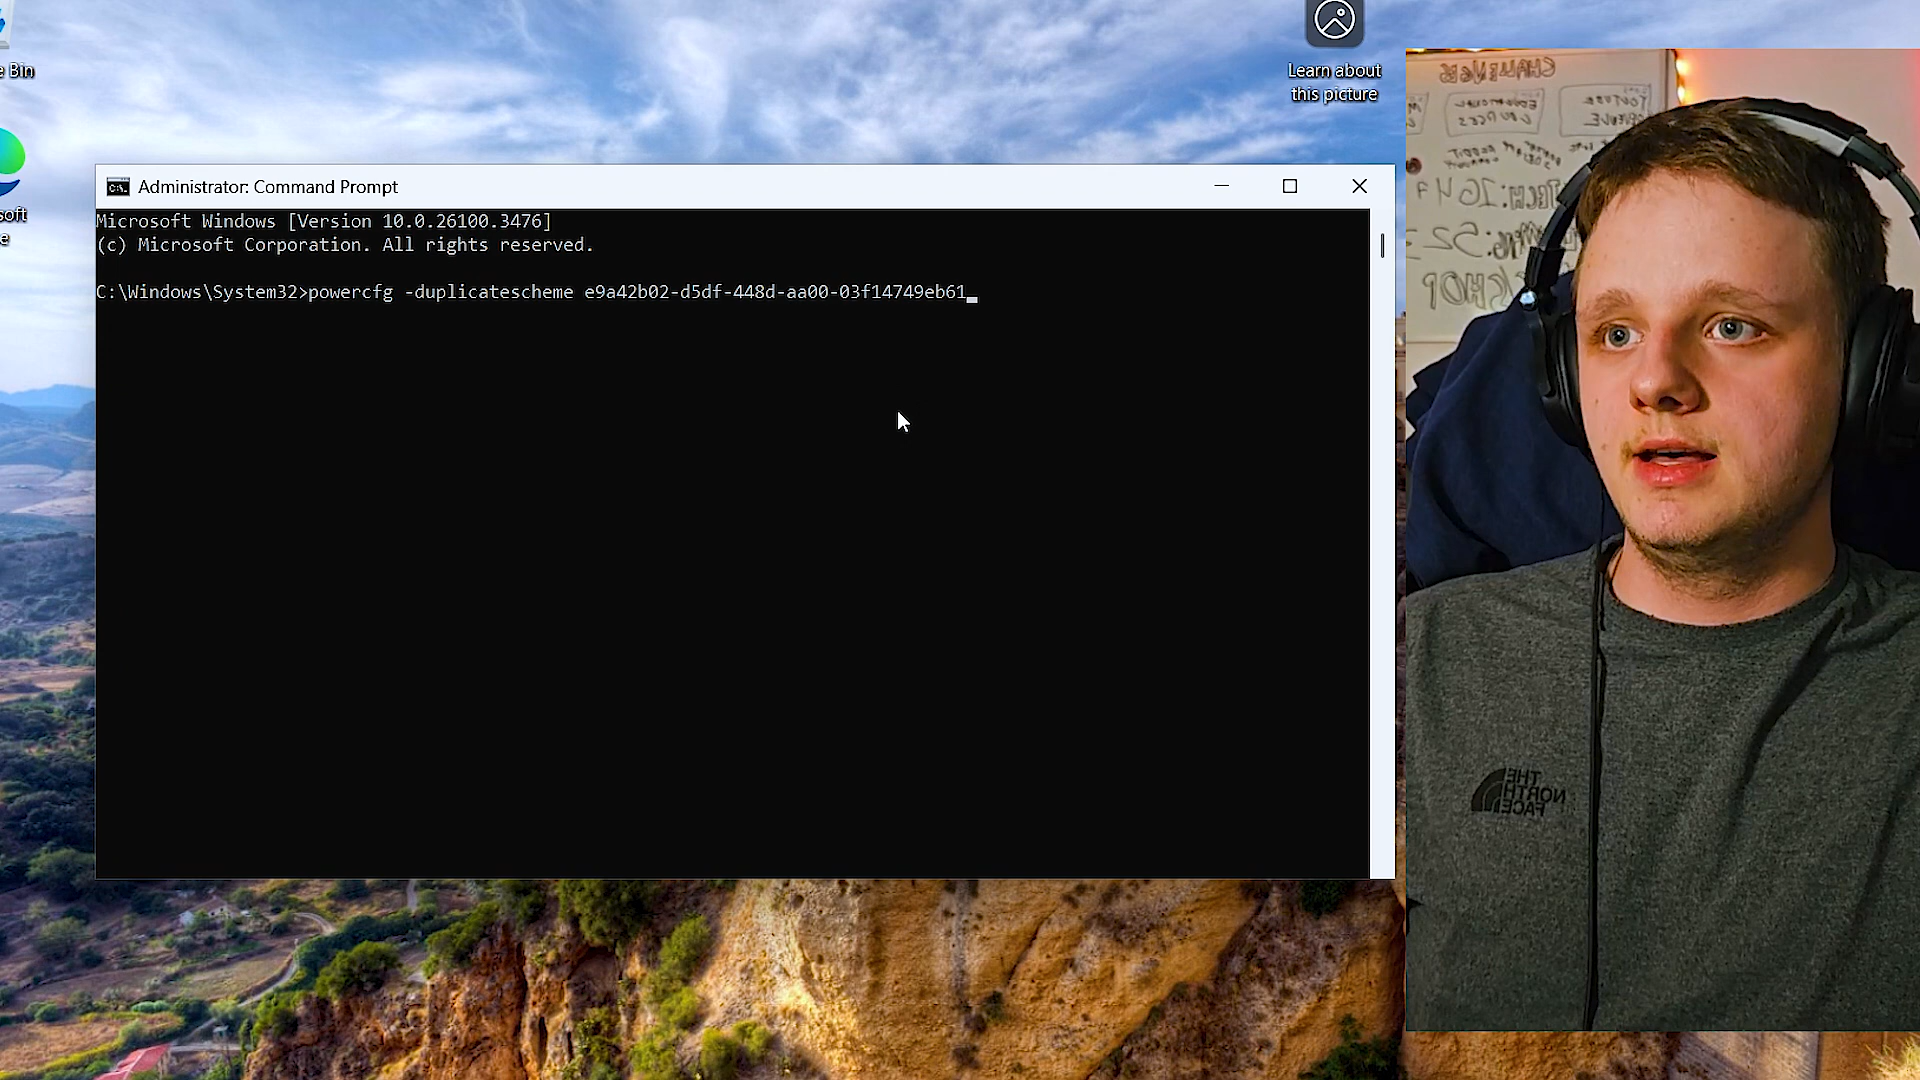 e Bin
Learn about
this picture
soft
e
Administrator: Command Prompt
Microsoft Windows [Version 10.0.26100.3476]
(c) Microsoft Corporation. All rights reserved.
C:\Windows\System32>powercfg -duplicatescheme e9a42b02-d5df-448d-aa00-03f14749eb61
CHALLENGES
THE
NORTH
FACE